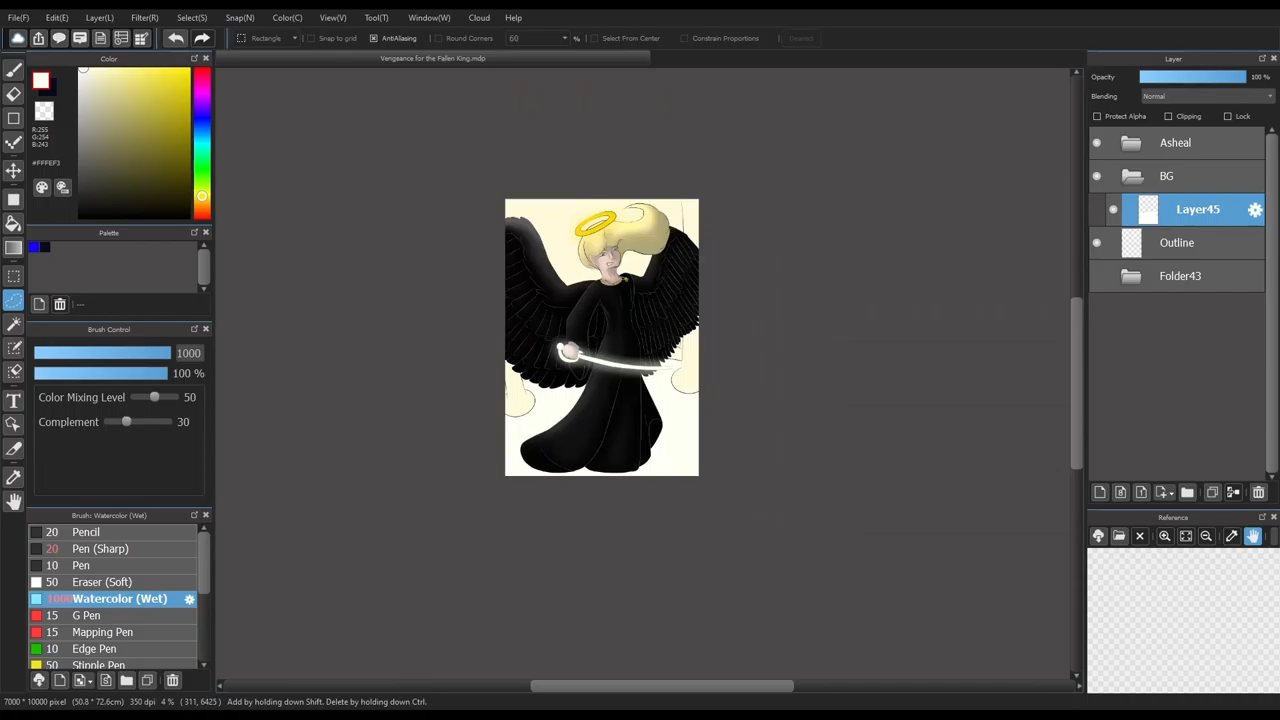 File(F) Edit(E) Layer(L) Filter(R) Select(S) Snap(N) Color(C) View(V) Tool(T) Window(W) Cloud Help
Rectangle Snap to grid AntiAliasing Round Corners 60 % Select From Center Constrain Proportions Unselect
Color
Vengeance for the Fallen King.mdp
Layer
R:255
G:254
B:243
#FFFEF3
Palette
---
Brush Control
1000
100 %
Color Mixing Level 50
Complement 30
Brush: Watercolor (Wet)
20 Pencil
20 Pen (Sharp)
10 Pen
50 Eraser (Soft)
1000 Watercolor (Wet)
15 G Pen
15 Mapping Pen
10 Edge Pen
50 Stipple Pen
Opacity 100 %
Blending Normal
Protect Alpha Clipping Lock
Asheal
BG
Layer45
Outline
Folder43
Reference
7000 * 10000 pixel (50.8 * 72.6cm) 350 dpi 4 % ( 311, 6425 ) Add by holding down Shift. Delete by holding down Ctrl.